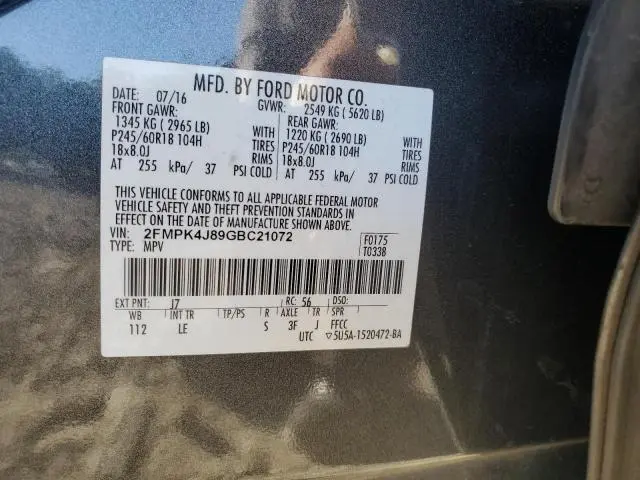 MFD. BY FORD MOTOR CO.
DATE: 07/16 GVWR: 2549 KG ( 5620 LB)
FRONT GAWR: REAR GAWR:
1345 KG ( 2965 LB) WITH 1220 KG ( 2690 LB) WITH
P245/60R18 104H TIRES P245/60R18 104H TIRES
18x8.0J RIMS 18x8.0J RIMS
AT 255 kPa/ 37 PSI COLD AT 255 kPa/ 37 PSI COLD
THIS VEHICLE CONFORMS TO ALL APPLICABLE FEDERAL MOTOR
VEHICLE SAFETY AND THEFT PREVENTION STANDARDS IN
EFFECT ON THE DATE OF MANUFACTURE SHOWN ABOVE.
VIN: 2FMPK4J89GBC21072 F0175
TYPE: MPV T0338
EXT PNT: J7 RC: 56 DSO:
WB INT TR TP/PS R AXLE TR SPR
112 LE S 3F J FFCC
UTC ▽5U5A-1520472-BA